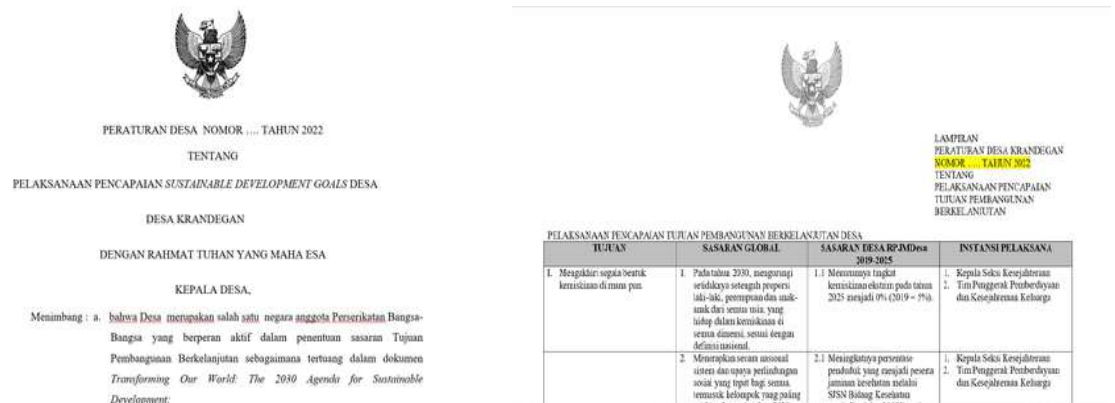 PERATURAN DESA NOMOR .... TAHUN 2022
TENTANG
PELAKSANAAN PENCAPAIAN SUSTAINABLE DEVELOPMENT GOALS DESA
DESA KRANDEGAN
DENGAN RAHMAT TUHAN YANG MAHA ESA
KEPALA DESA,
Menimbang : a. bahwa Desa merupakan salah satu negara anggota Perserikatan Bangsa-
Bangsa yang berperan aktif dalam penentuan sasaran Tujuan
Pembangunan Berkelanjutan sebagaimana tertuang dalam dokumen
Transforming Our World: The 2030 Agenda for Sustainable
Development;
LAMPIRAN
PERATURAN DESA KRANDEGAN
NOMOR ..... TAHUN 2022
TENTANG
PELAKSANAAN PENCAPAIAN
TUJUAN PEMBANGUNAN
BERKELANJUTAN
PELAKSANAAN PENCAPAIAN TUJUAN PEMBANGUNAN BERKELANJUTAN DESA
TUJUAN
SASARAN GLOBAL
SASARAN DESA RPJMDesa
2019-2025
INSTANSI PELAKSANA
1. Mengakhiri segala bentuk
kemiskinan di mana pun.
1. Pada tahun 2030, mengurangi
setidaknya setengah proporsi
laki-laki, perempuan dan anak-
anak dari semua usia, yang
hidup dalam kemiskinan di
semua dimensi, sesuai dengan
definisi nasional.
1.1 Menurunnya tingkat
kemiskinan ekstrim pada tahun
2025 menjadi 0% (2019 = 5%).
1. Kepala Seksi Kesejahteraan
2. Tim Penggerak Pemberdayaan
dan Kesejahteraan Keluarga
2. Menerapkan secara nasional
sistem dan upaya perlindungan
sosial yang tepat bagi semua,
termasuk kelompok yang paling
2.1 Meningkatnya persentase
penduduk yang menjadi peserta
jaminan kesehatan melalui
SJSN Bidang Kesehatan
1. Kepala Seksi Kesejahteraan
2. Tim Penggerak Pemberdayaan
dan Kesejahteraan Keluarga